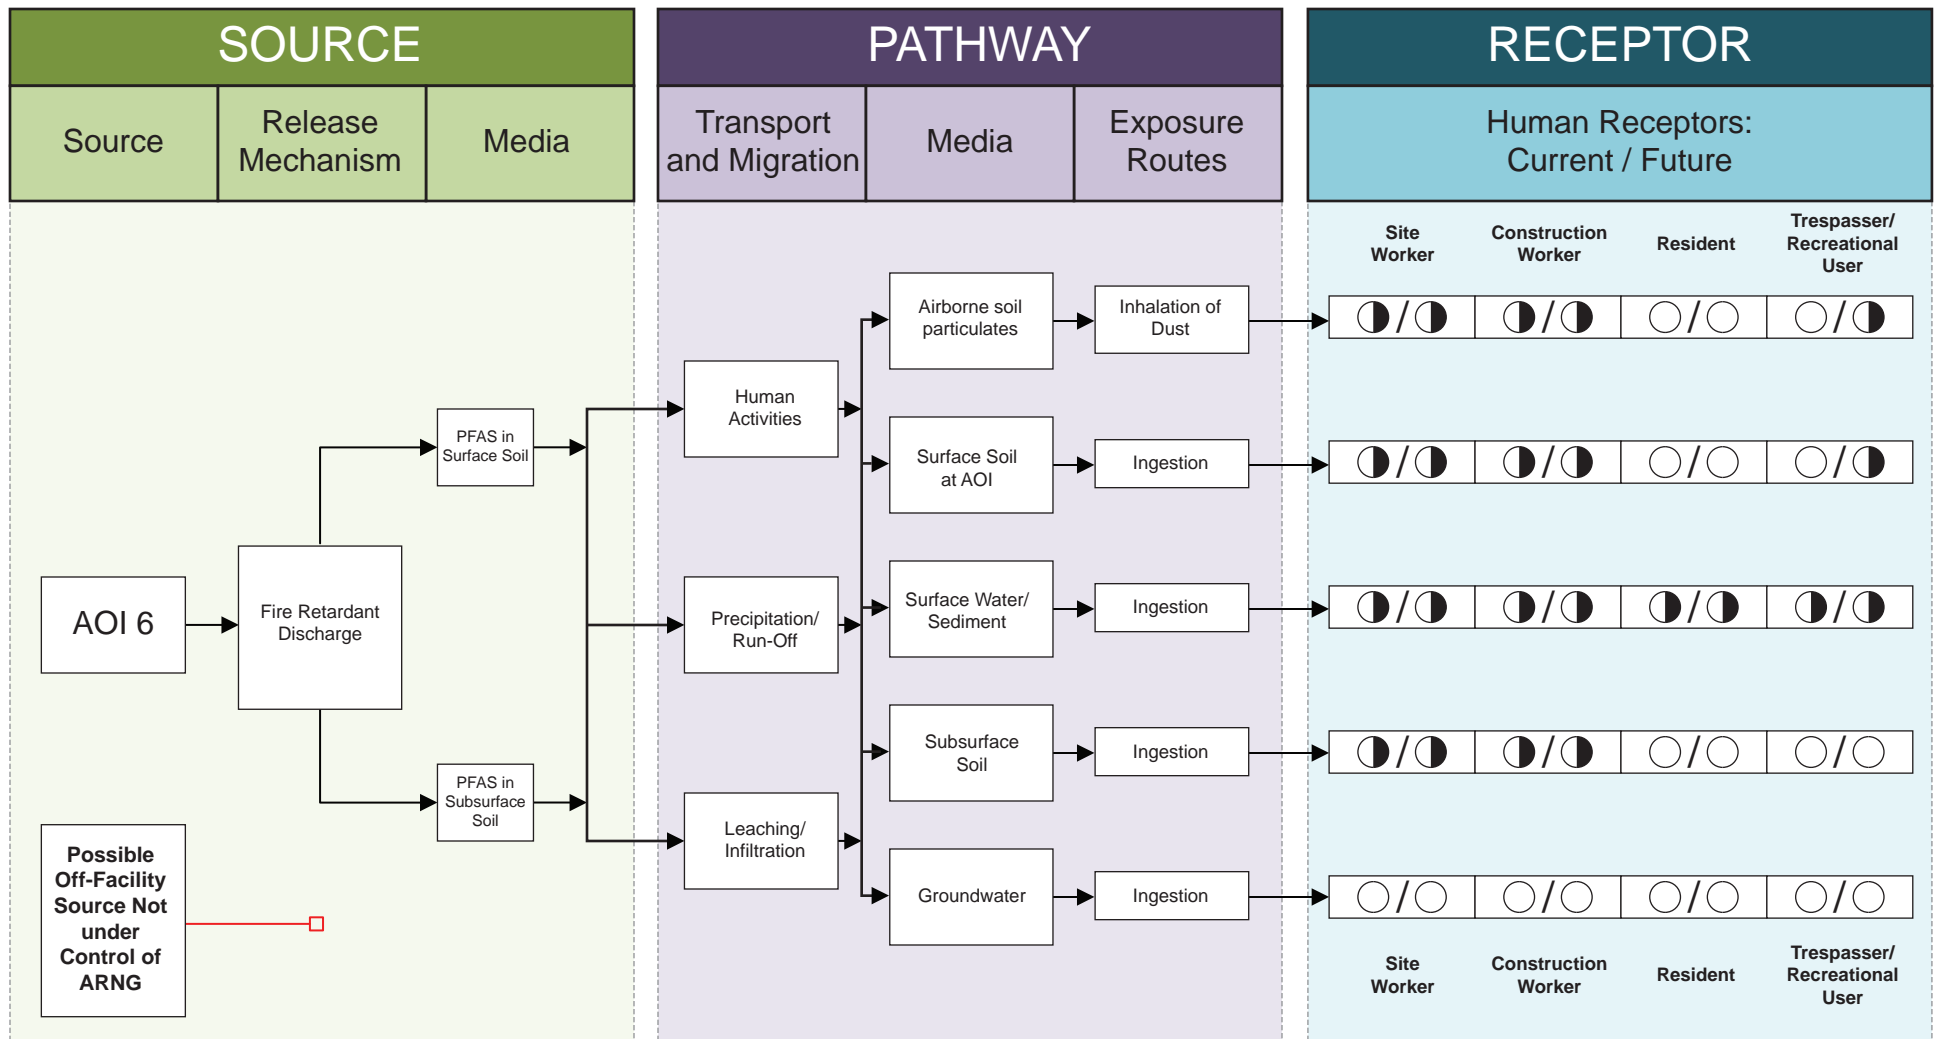 SOURCE
PATHWAY
RECEPTOR
Source
Release
Mechanism
Media
Transport
and Migration
Media
Exposure
Routes
Human Receptors:
Current / Future
Site
Worker
Construction
Worker
Resident
Trespasser/
Recreational
User
Airborne soil
particulates
Inhalation of
Dust
/
/
/
/
Human
Activities
PFAS in
Surface Soil
Surface Soil
at AOI
Ingestion
/
/
/
/
AOI 6
Fire Retardant
Discharge
Precipitation/
Run-Off
Surface Water/
Sediment
Ingestion
/
/
/
/
Subsurface
Soil
Ingestion
/
/
/
/
PFAS in
Subsurface
Soil
Leaching/
Infiltration
Possible
Off-Facility
Source Not
under
Control of
ARNG
Groundwater
Ingestion
/
/
/
/
Site
Worker
Construction
Worker
Resident
Trespasser/
Recreational
User